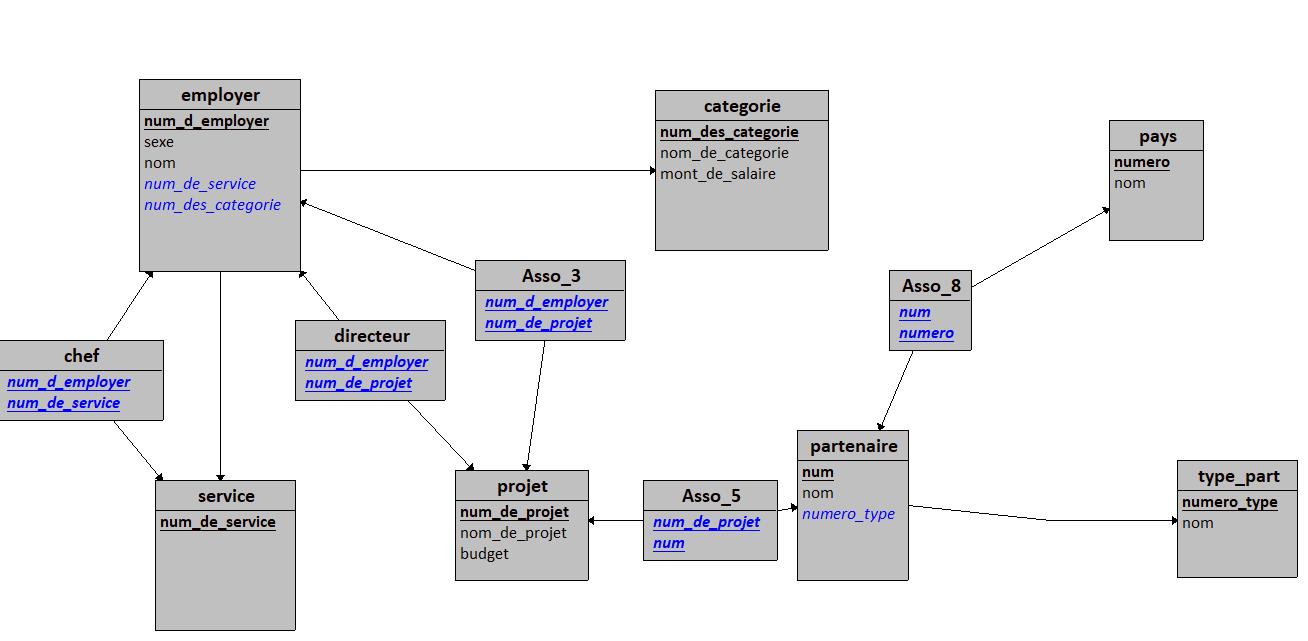 employer
num_d_employer
sexe
nom
num_de_service
num_des_categorie
categorie
num_des_categorie
nom_de_categorie
mont_de_salaire
pays
numero
nom
Asso_3
num_d_employer
num_de_projet
Asso_8
num
numero
chef
num_d_employer
num_de_service
directeur
num_d_employer
num_de_projet
service
num_de_service
projet
num_de_projet
nom_de_projet
budget
Asso_5
num_de_projet
num
partenaire
num
nom
numero_type
type_part
numero_type
nom